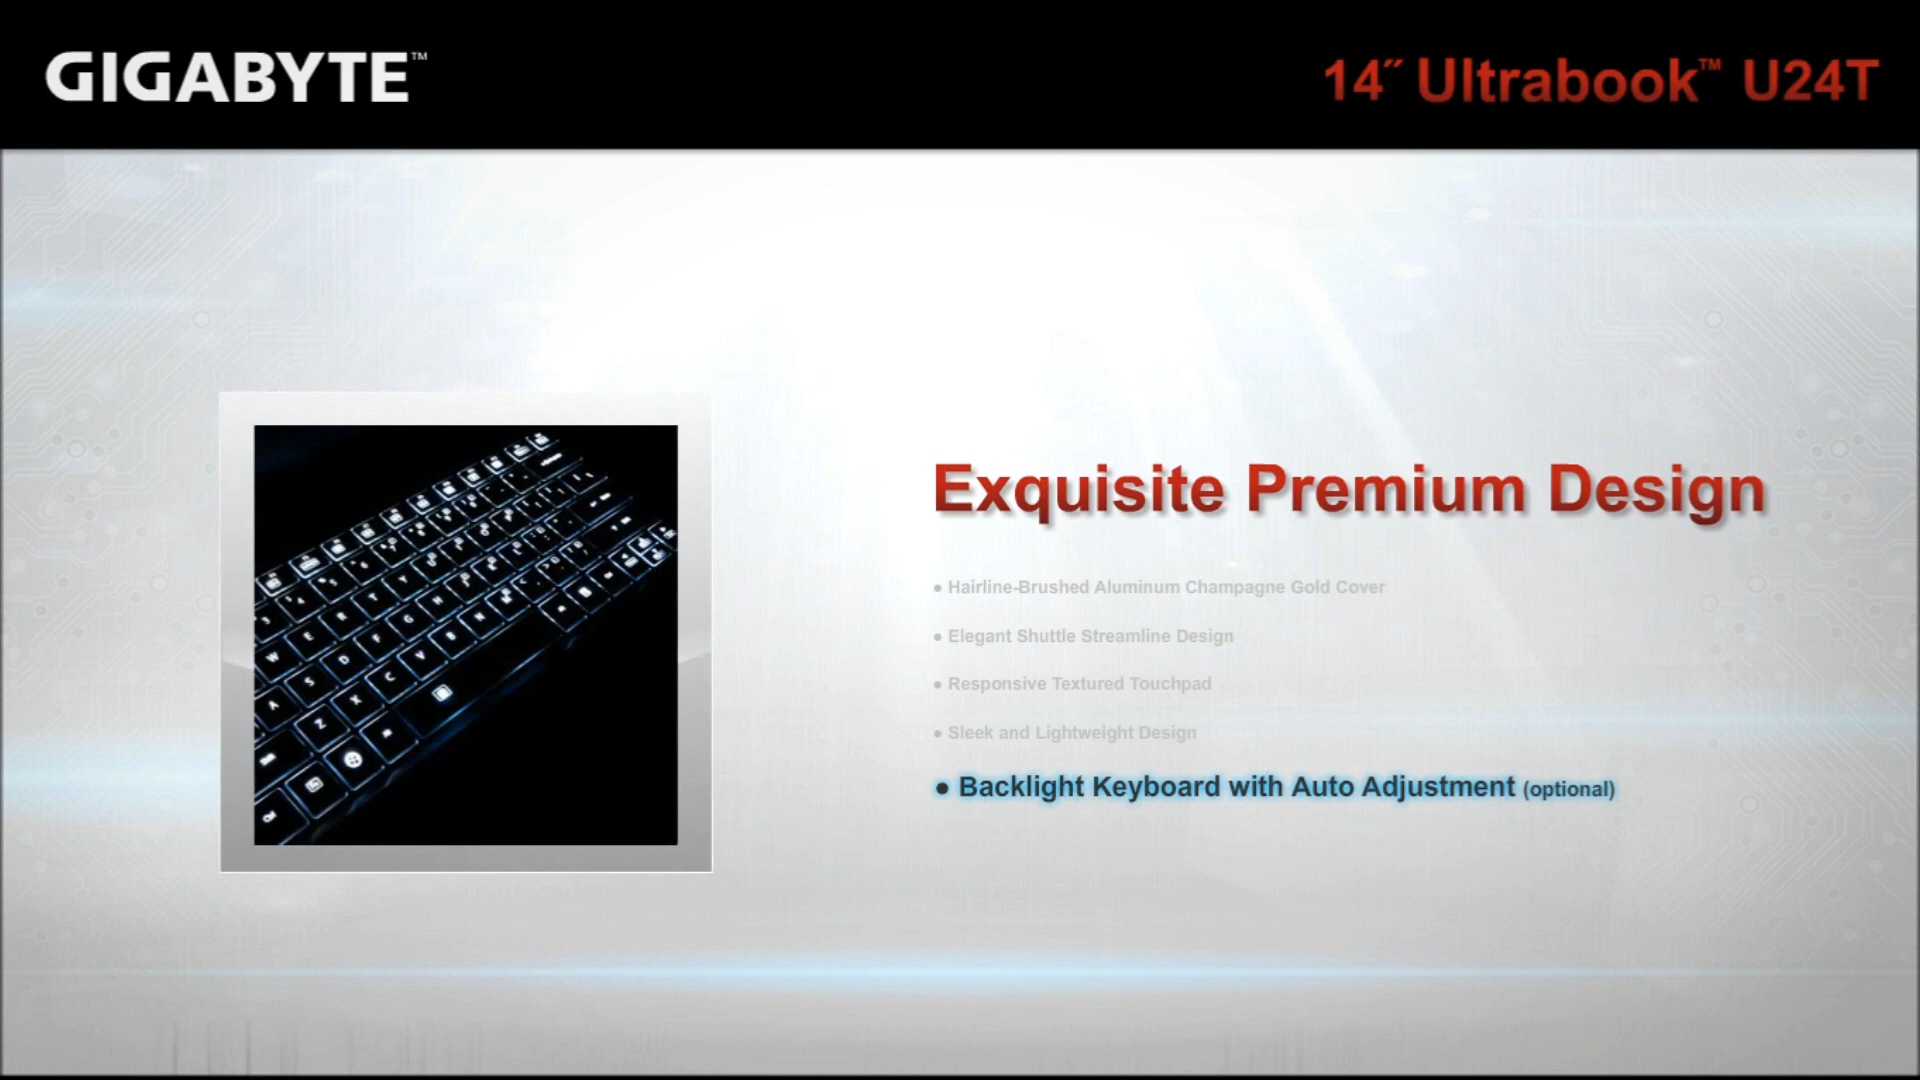 GIGABYTE™
14˝ Ultrabook™ U24T
Exquisite Premium Design
• Hairline-Brushed Aluminum Champagne Gold Cover
• Elegant Shuttle Streamline Design
• Responsive Textured Touchpad
• Sleek and Lightweight Design
• Backlight Keyboard with Auto Adjustment (optional)